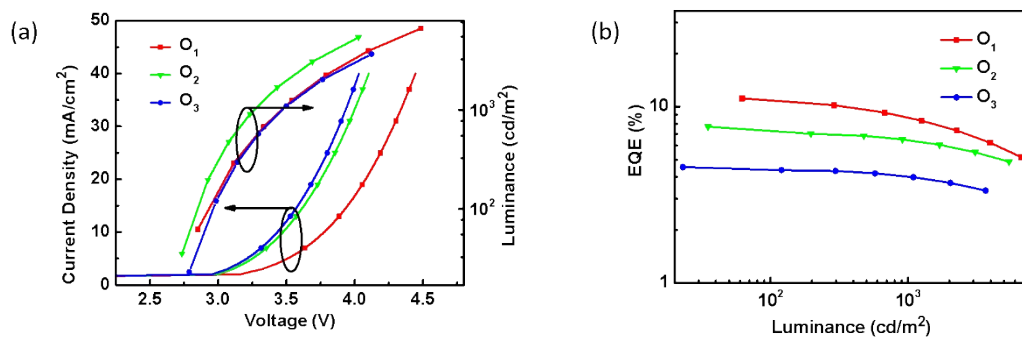 (a)
50
45
40
35
30
25
20
15
10
5
0
Current Density (mA/cm²)
O₁
O₂
O₃
10³
10²
Luminance (cd/m²)
2.5 3.0 3.5 4.0 4.5
Voltage (V)
(b)
10
1
EQE (%)
O₁
O₂
O₃
10² 10³
Luminance (cd/m²)